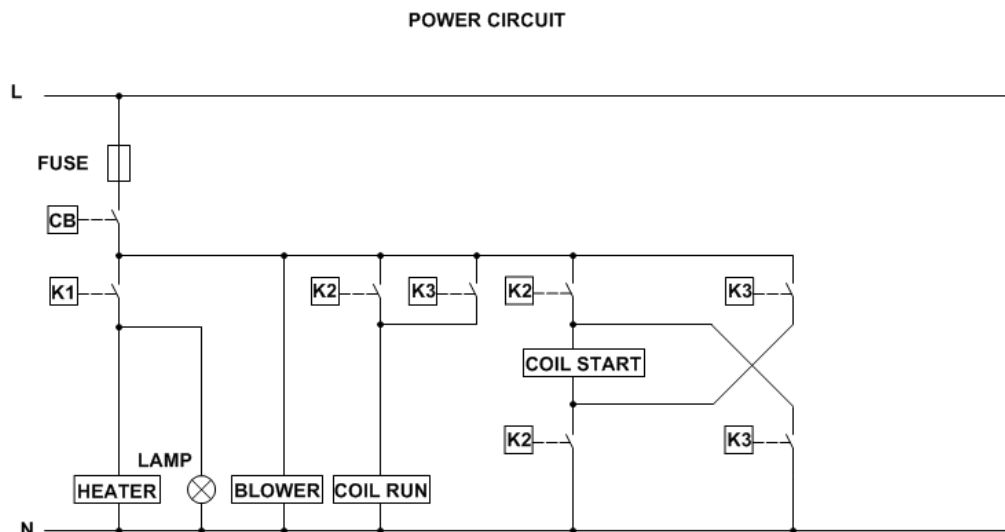 POWER CIRCUIT
L
FUSE
CB
K1
K2
K3
K2
K3
COIL START
K2
K3
LAMP
HEATER
BLOWER
COIL RUN
N